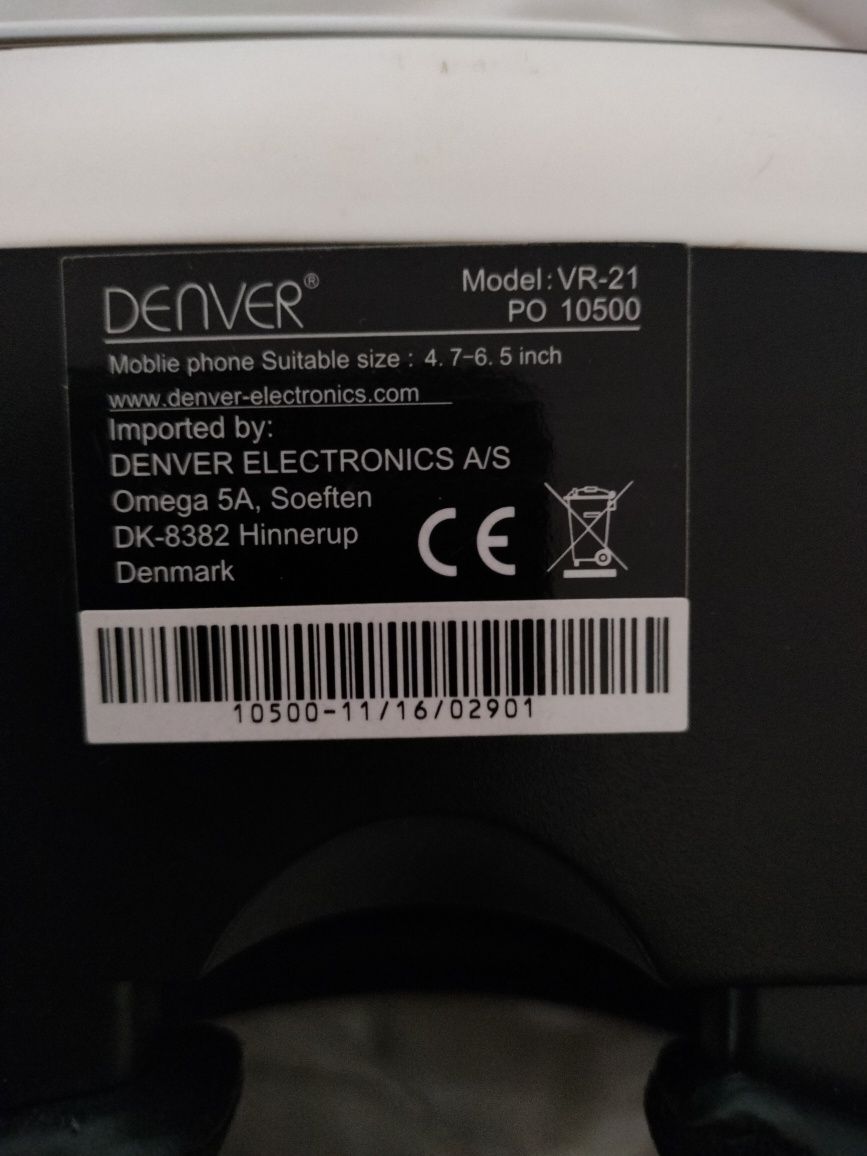 DENVER®
Model: VR-21
PO 10500
Moblie phone Suitable size : 4.7-6.5 inch
www.denver-electronics.com
Imported by:
DENVER ELECTRONICS A/S
Omega 5A, Soeften
DK-8382 Hinnerup
Denmark
CE
10500-11/16/02901